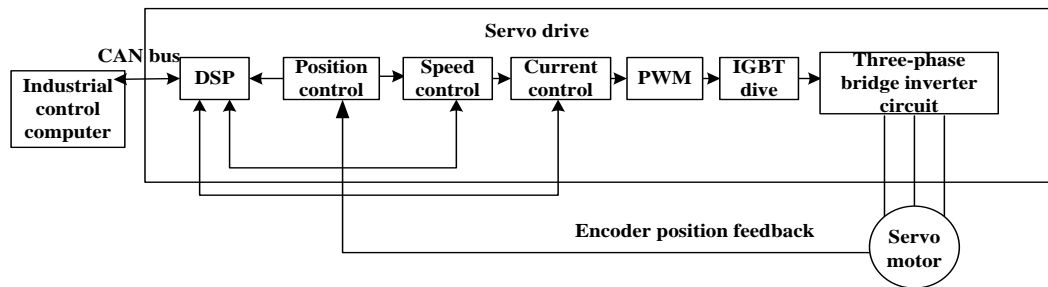 Servo drive
CAN bus
Industrial
control
computer
DSP
Position
control
Speed
control
Current
control
PWM
IGBT
dive
Three-phase
bridge inverter
circuit
Encoder position feedback
Servo
motor